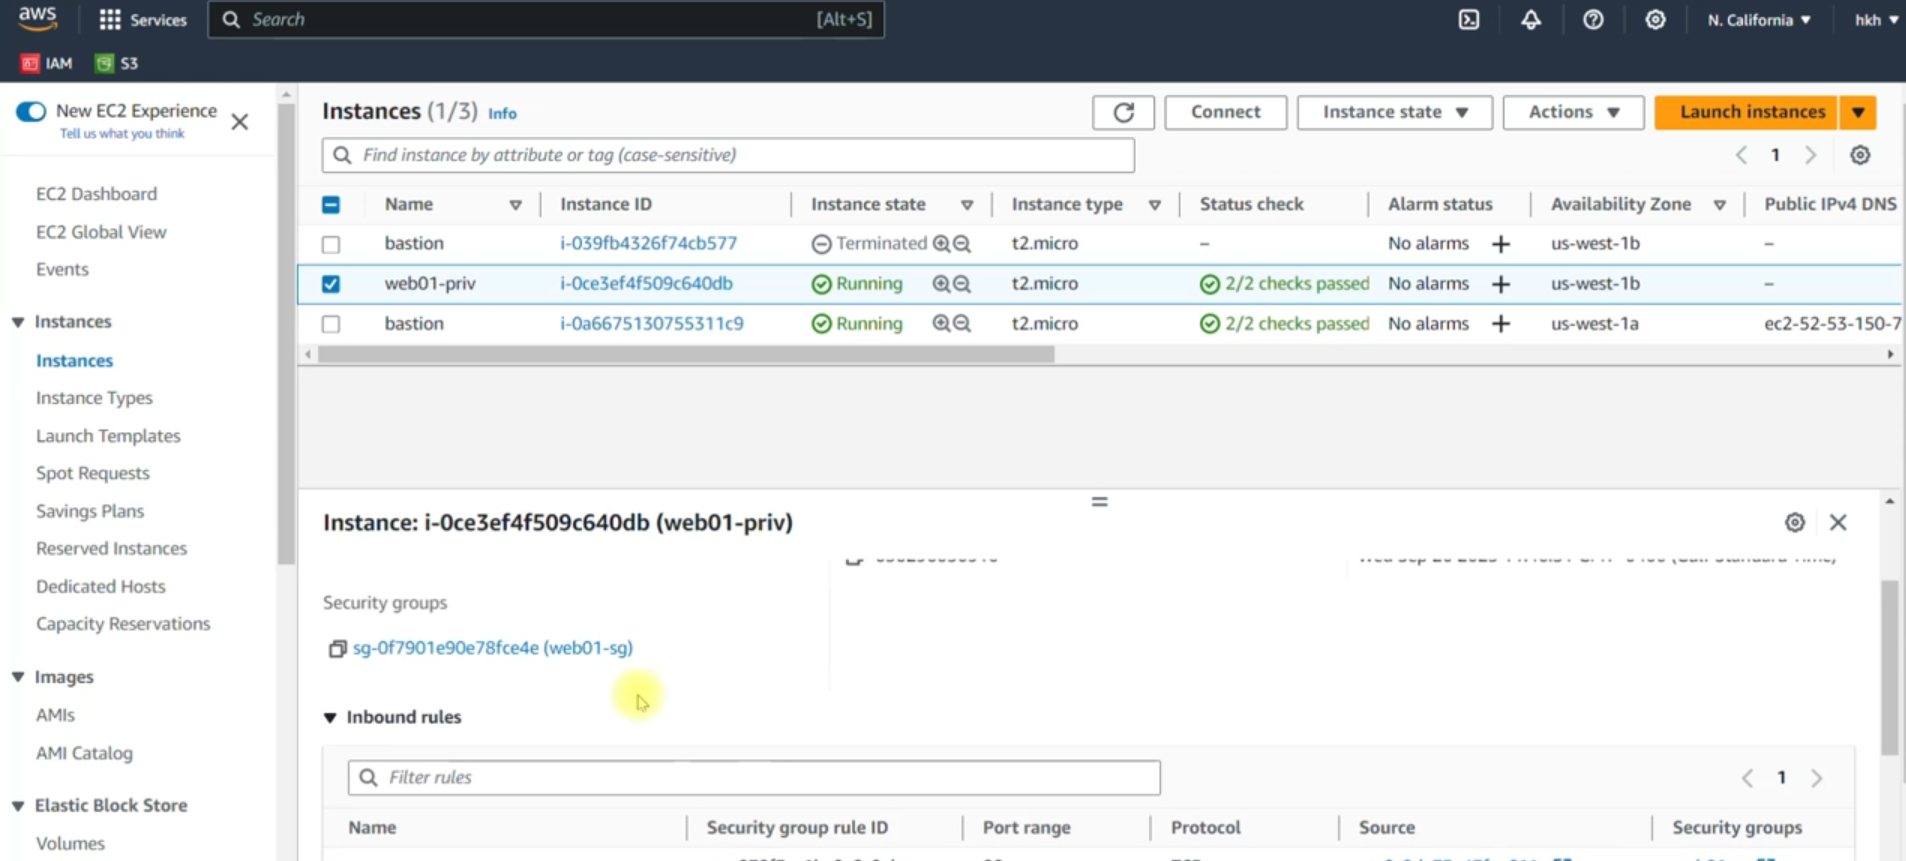 aws Services Search [Alt+S] N. California hkh
IAM S3
New EC2 Experience
Tell us what you think
EC2 Dashboard
EC2 Global View
Events
Instances
Instances
Instance Types
Launch Templates
Spot Requests
Savings Plans
Reserved Instances
Dedicated Hosts
Capacity Reservations
Images
AMIs
AMI Catalog
Elastic Block Store
Volumes
Instances (1/3) Info Connect Instance state Actions Launch instances
Find instance by attribute or tag (case-sensitive) 1
Name Instance ID Instance state Instance type Status check Alarm status Availability Zone Public IPv4 DNS
bastion i-039fb4326f74cb577 Terminated t2.micro – No alarms + us-west-1b –
web01-priv i-0ce3ef4f509c640db Running t2.micro 2/2 checks passed No alarms + us-west-1b –
bastion i-0a6675130755311c9 Running t2.micro 2/2 checks passed No alarms + us-west-1a ec2-52-53-150-7
Instance: i-0ce3ef4f509c640db (web01-priv)
Security groups
sg-0f7901e90e78fce4e (web01-sg)
Inbound rules
Filter rules 1
Name Security group rule ID Port range Protocol Source Security groups